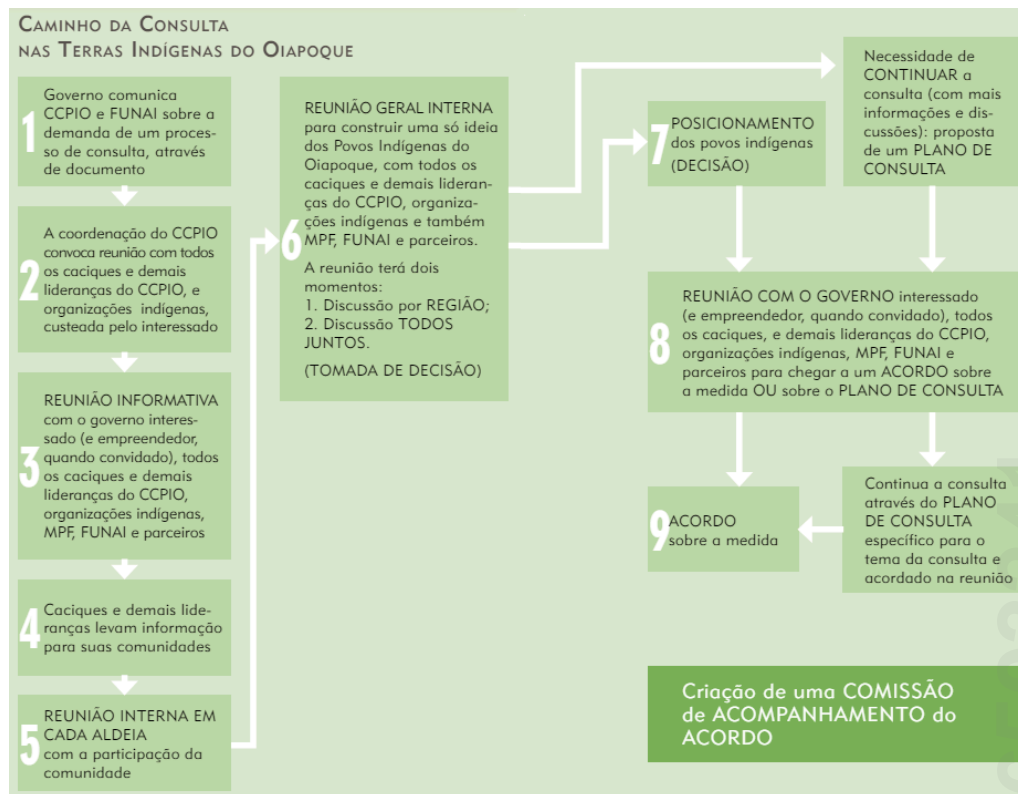 CAMINHO DA CONSULTA
NAS TERRAS INDÍGENAS DO OIAPOQUE
1
Governo comunica
CCPIO e FUNAI sobre a
demanda de um proces-
so de consulta, através
de documento
2
A coordenação do CCPIO
convoca reunião com todos
os caciques e demais
lideranças do CCPIO, e
organizações indígenas,
custeada pelo interessado
3
REUNIÃO INFORMATIVA
com o governo interes-
sado (e empreendedor,
quando convidado), todos
os caciques e demais
lideranças do CCPIO,
organizações indígenas,
MPF, FUNAI e parceiros
4
Caciques e demais lide-
ranças levam informação
para suas comunidades
5
REUNIÃO INTERNA EM
CADA ALDEIA
com a participação da
comunidade
6
REUNIÃO GERAL INTERNA
para construir uma só ideia
dos Povos Indígenas do
Oiapoque, com todos os
caciques e demais lideran-
ças do CCPIO, organiza-
ções indígenas e também
MPF, FUNAI e parceiros.
A reunião terá dois
momentos:
1. Discussão por REGIÃO;
2. Discussão TODOS
JUNTOS.
(TOMADA DE DECISÃO)
7
POSICIONAMENTO
dos povos indígenas
(DECISÃO)
Necessidade de
CONTINUAR a
consulta (com mais
informações e dis-
cussões): proposta
de um PLANO DE
CONSULTA
8
REUNIÃO COM O GOVERNO interessado
(e empreendedor, quando convidado), todos
os caciques, e demais lideranças do CCPIO,
organizações indígenas, MPF, FUNAI e
parceiros para chegar a um ACORDO sobre
a medida OU sobre o PLANO DE CONSULTA
9
ACORDO
sobre a medida
Continua a consulta
através do PLANO
DE CONSULTA
específico para o
tema da consulta e
acordado na reunião
Criação de uma COMISSÃO
de ACOMPANHAMENTO do
ACORDO